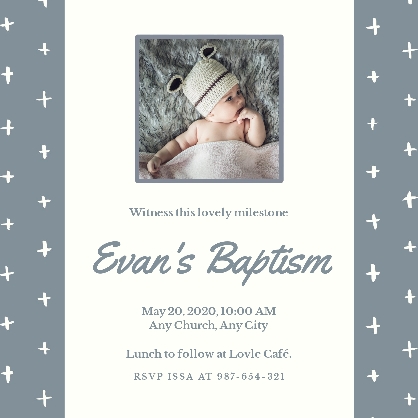 Witness this lovely milestone
Evan's Baptism
May 20, 2020, 10:00 AM
Any Church, Any City
Lunch to follow at Lovle Café.
RSVP ISSA AT 987-654-321